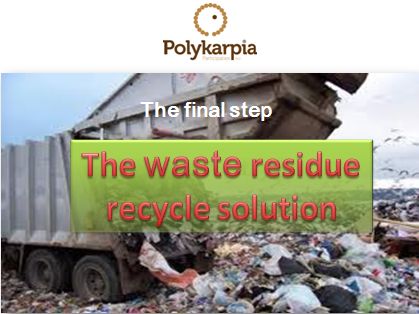 Polykarpia
The final step
The waste residue
recycle solution